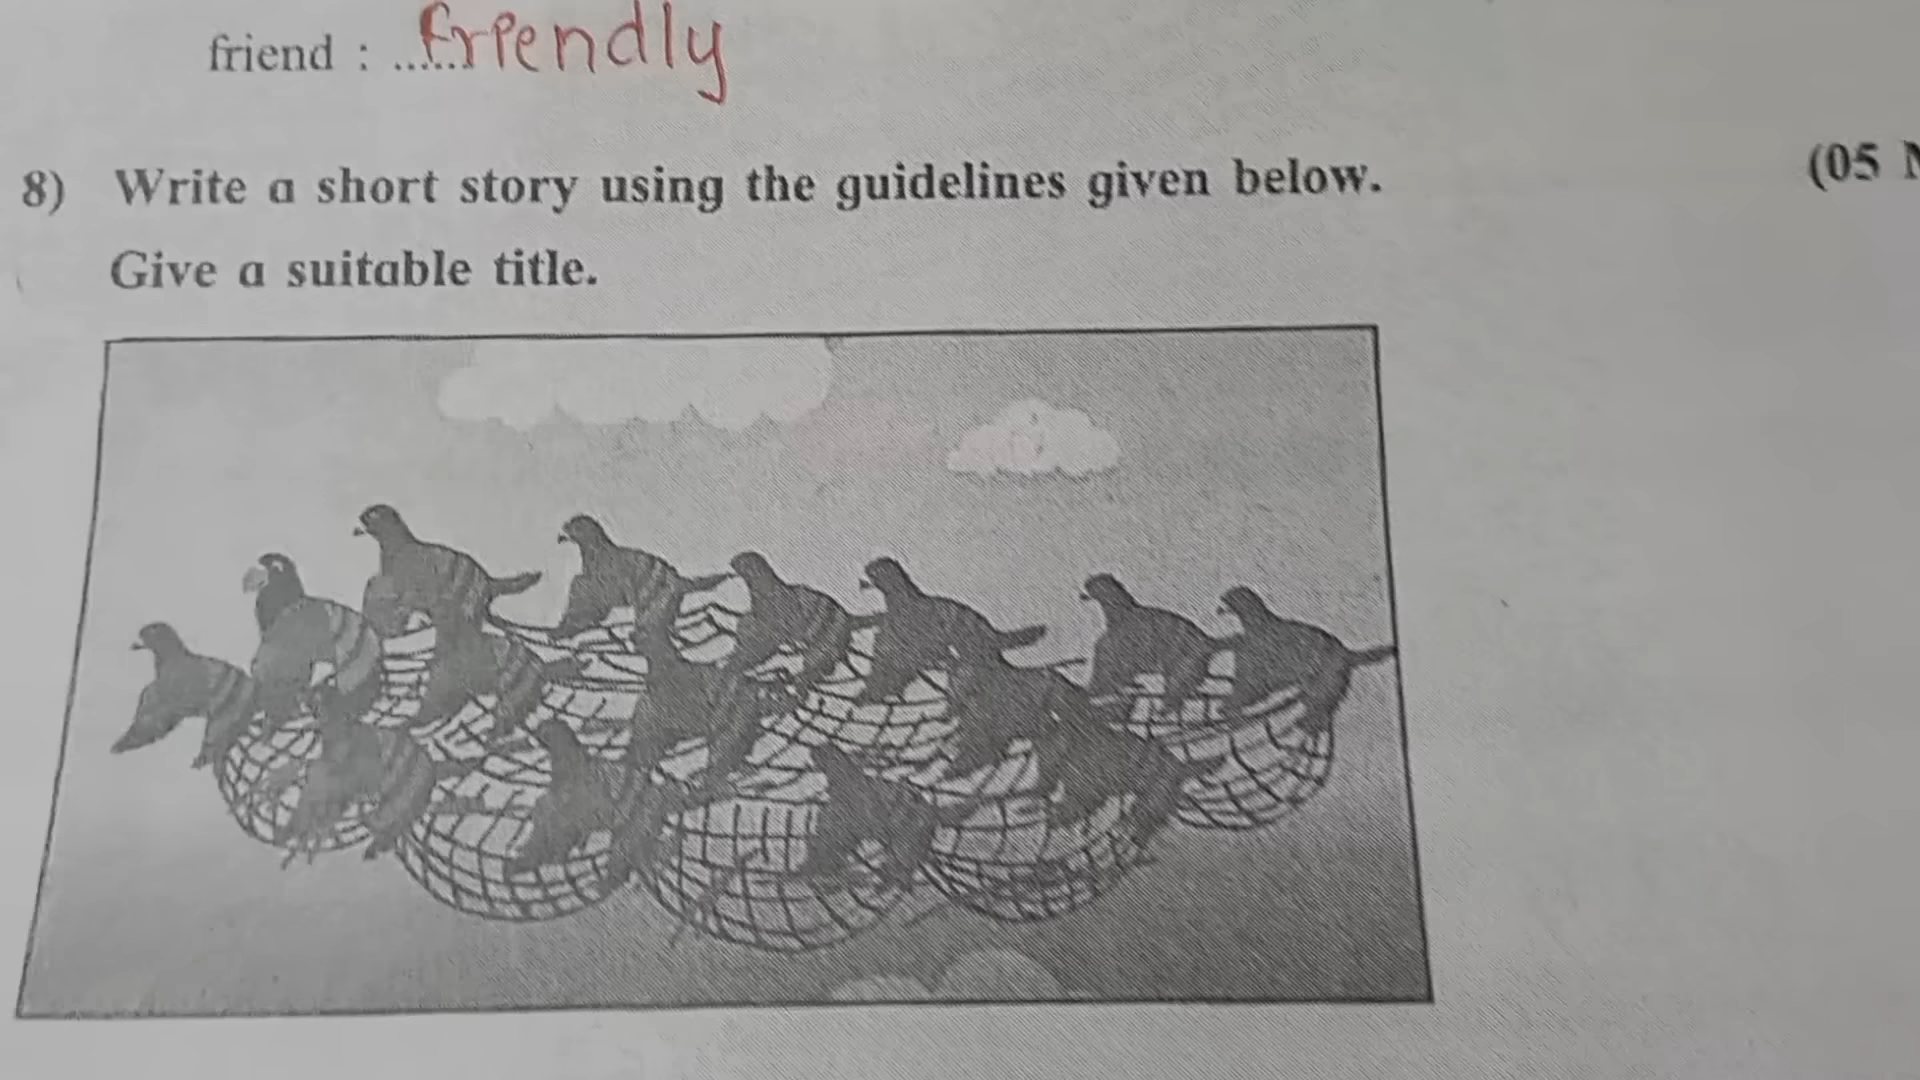 friend : ...... friendly
8) Write a short story using the guidelines given below. (05
Give a suitable title.